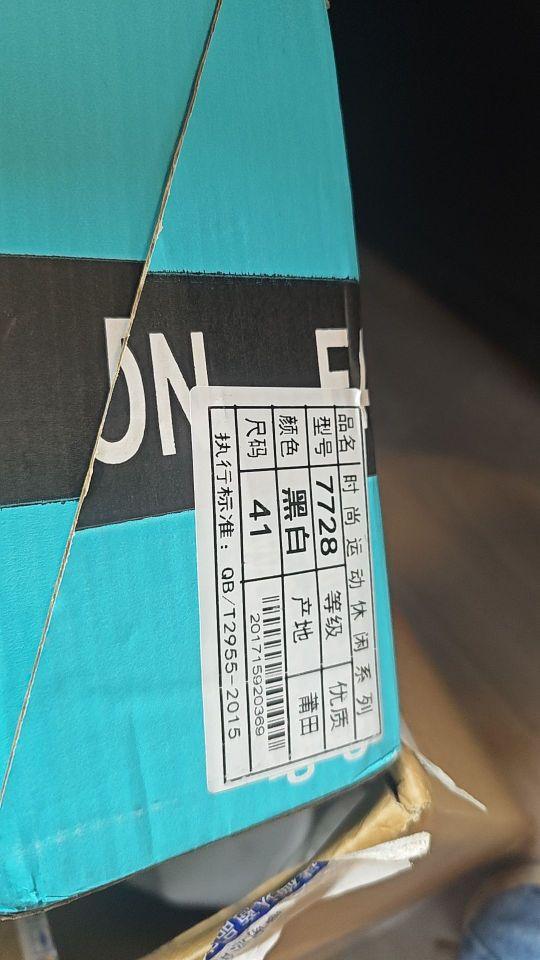 ON
品名 时尚运动休闲系列
型号 7728 等级 优质
颜色 黑白 产地 莆田
尺码 41 201715920369
执行标准：QB/T2955-2015